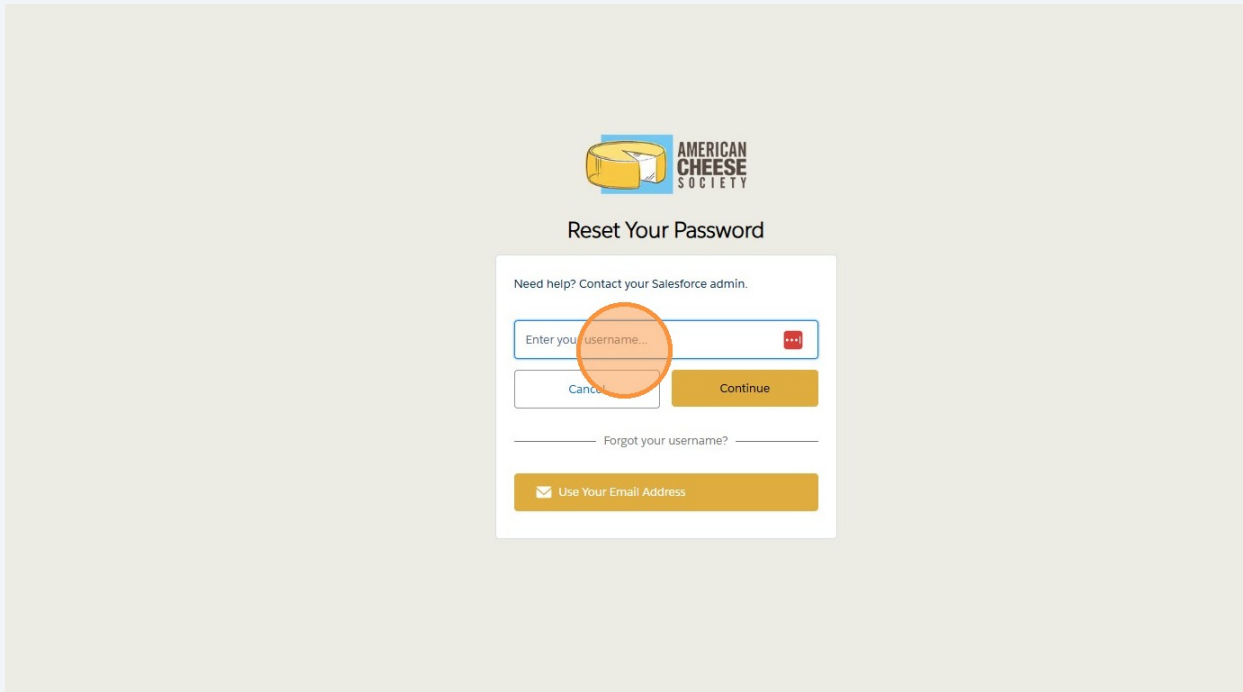 AMERICAN
CHEESE
SOCIETY
Reset Your Password
Need help? Contact your Salesforce admin.
Enter your username...
Cancel
Continue
Forgot your username?
Use Your Email Address